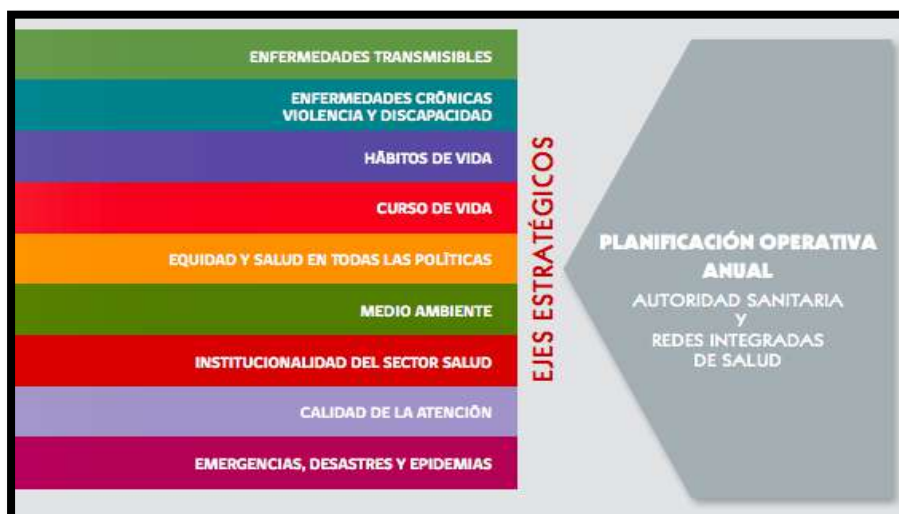 ENFERMEDADES TRANSMISIBLES
ENFERMEDADES CRÓNICAS
VIOLENCIA Y DISCAPACIDAD
HÁBITOS DE VIDA
CURSO DE VIDA
EQUIDAD Y SALUD EN TODAS LAS POLÍTICAS
MEDIO AMBIENTE
INSTITUCIONALIDAD DEL SECTOR SALUD
CALIDAD DE LA ATENCIÓN
EMERGENCIAS, DESASTRES Y EPIDEMIAS
EJES ESTRATÉGICOS
PLANIFICACIÓN OPERATIVA
ANUAL
AUTORIDAD SANITARIA
Y
REDES INTEGRADAS
DE SALUD